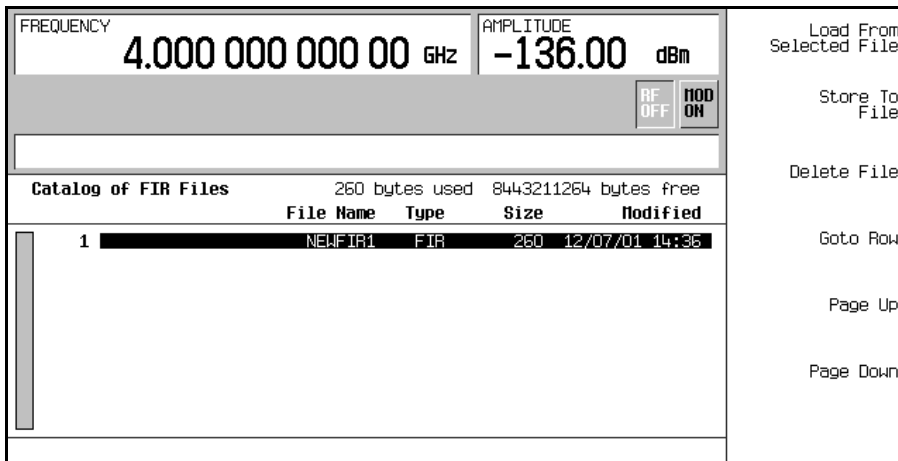 FREQUENCY
4.000 000 000 00 GHz
AMPLITUDE
-136.00 dBm
RF OFF
MOD ON
Catalog of FIR Files 260 bytes used 8443211264 bytes free
File Name Type Size Modified
1 NEWFIR1 FIR 260 12/07/01 14:36
Load From
Selected File
Store To
File
Delete File
Goto Row
Page Up
Page Down